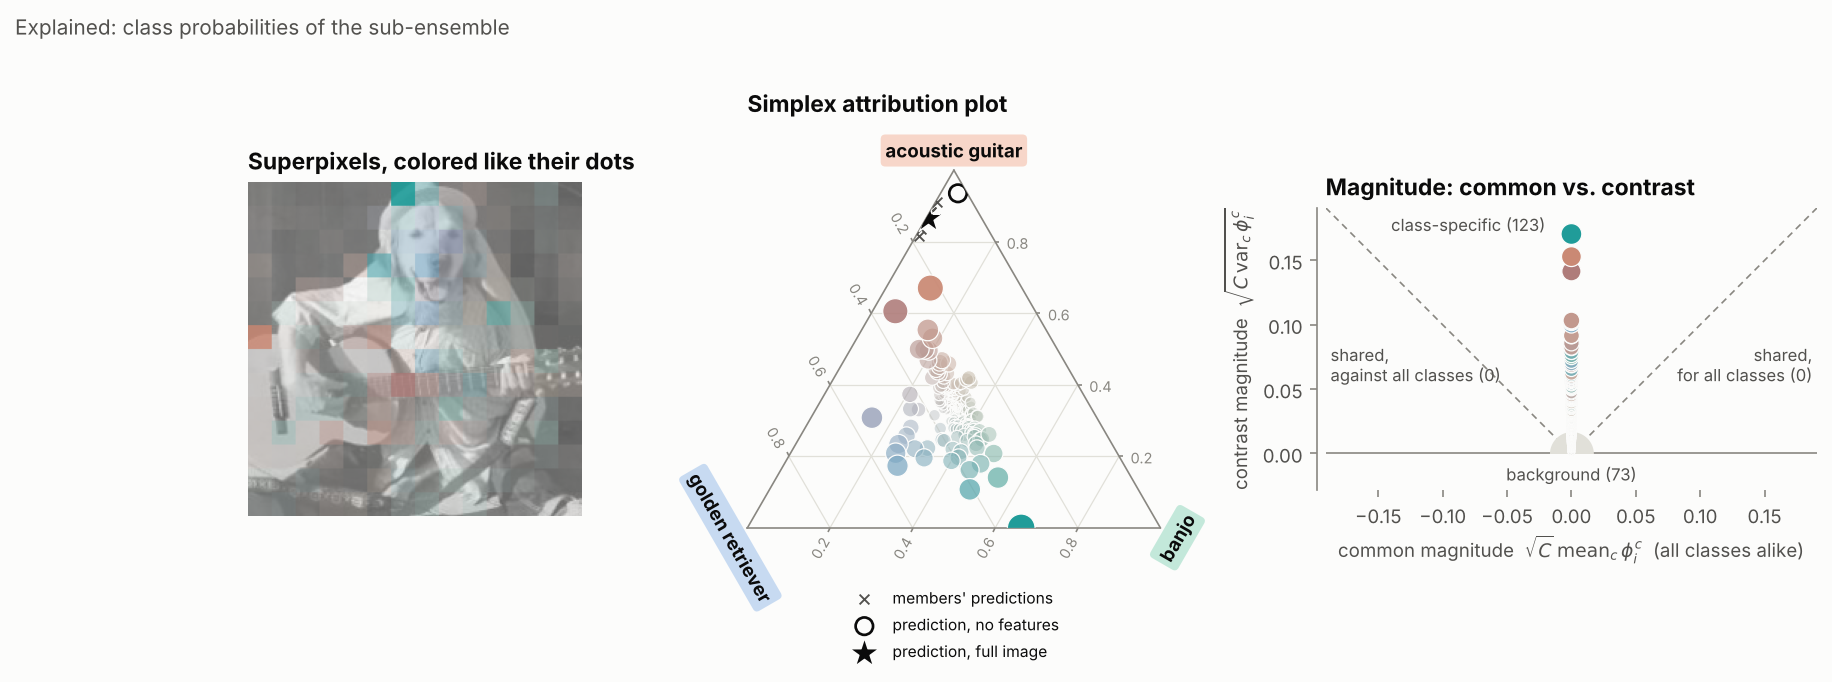 Explained: class probabilities of the sub-ensemble
Superpixels, colored like their dots
Simplex attribution plot
acoustic guitar
golden retriever
banjo
0.2
0.4
0.6
0.8
0.8
0.6
0.4
0.2
0.2
0.4
0.6
0.8
× members' predictions
prediction, no features
★ prediction, full image
Magnitude: common vs. contrast
class-specific (123)
shared,
against all classes (0)
shared,
for all classes (0)
background (73)
contrast magnitude √C var_c ϕ_i^c
0.15
0.10
0.05
0.00
−0.15 −0.10 −0.05 0.00 0.05 0.10 0.15
common magnitude √C mean_c ϕ_i^c (all classes alike)